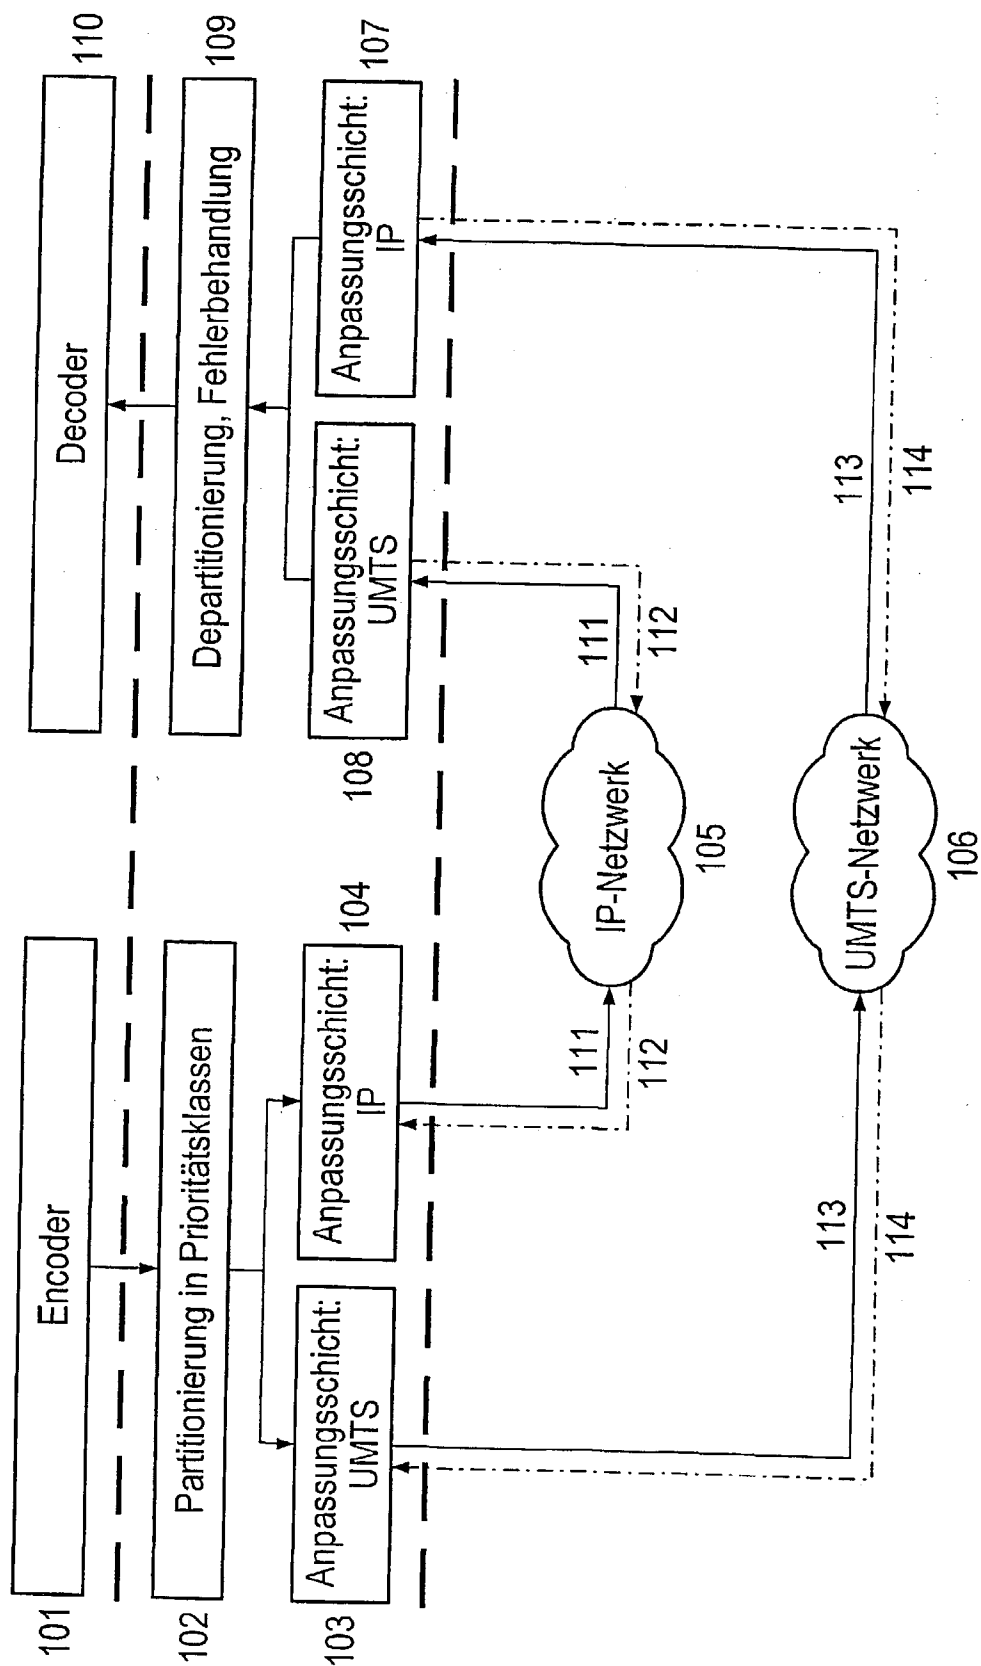 101
Encoder
Decoder
110
102
Partitionierung in Prioritätsklassen
Departitionierung, Fehlerbehandlung
109
103
Anpassungsschicht:
UMTS
Anpassungsschicht:
IP
104
108
Anpassungsschicht:
UMTS
Anpassungsschicht:
IP
107
111
112
IP-Netzwerk
105
111
112
113
114
UMTS-Netzwerk
106
113
114